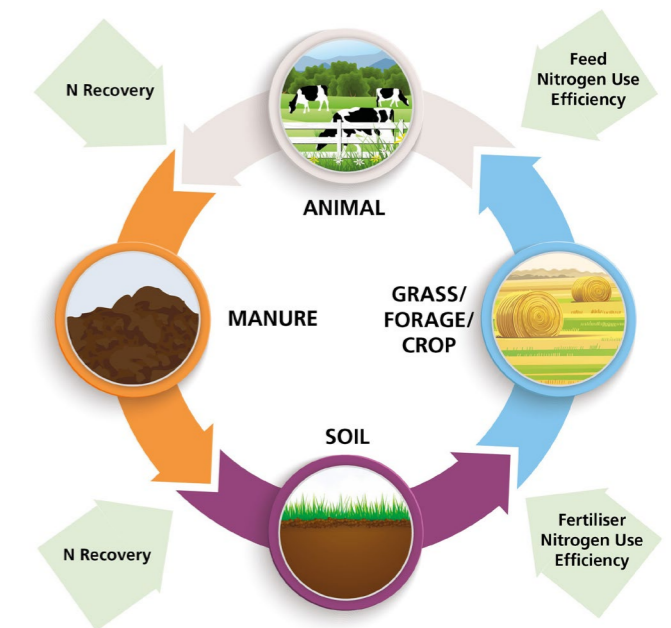 N Recovery
Feed
Nitrogen Use
Efficiency
ANIMAL
MANURE
GRASS/
FORAGE/
CROP
SOIL
N Recovery
Fertiliser
Nitrogen Use
Efficiency